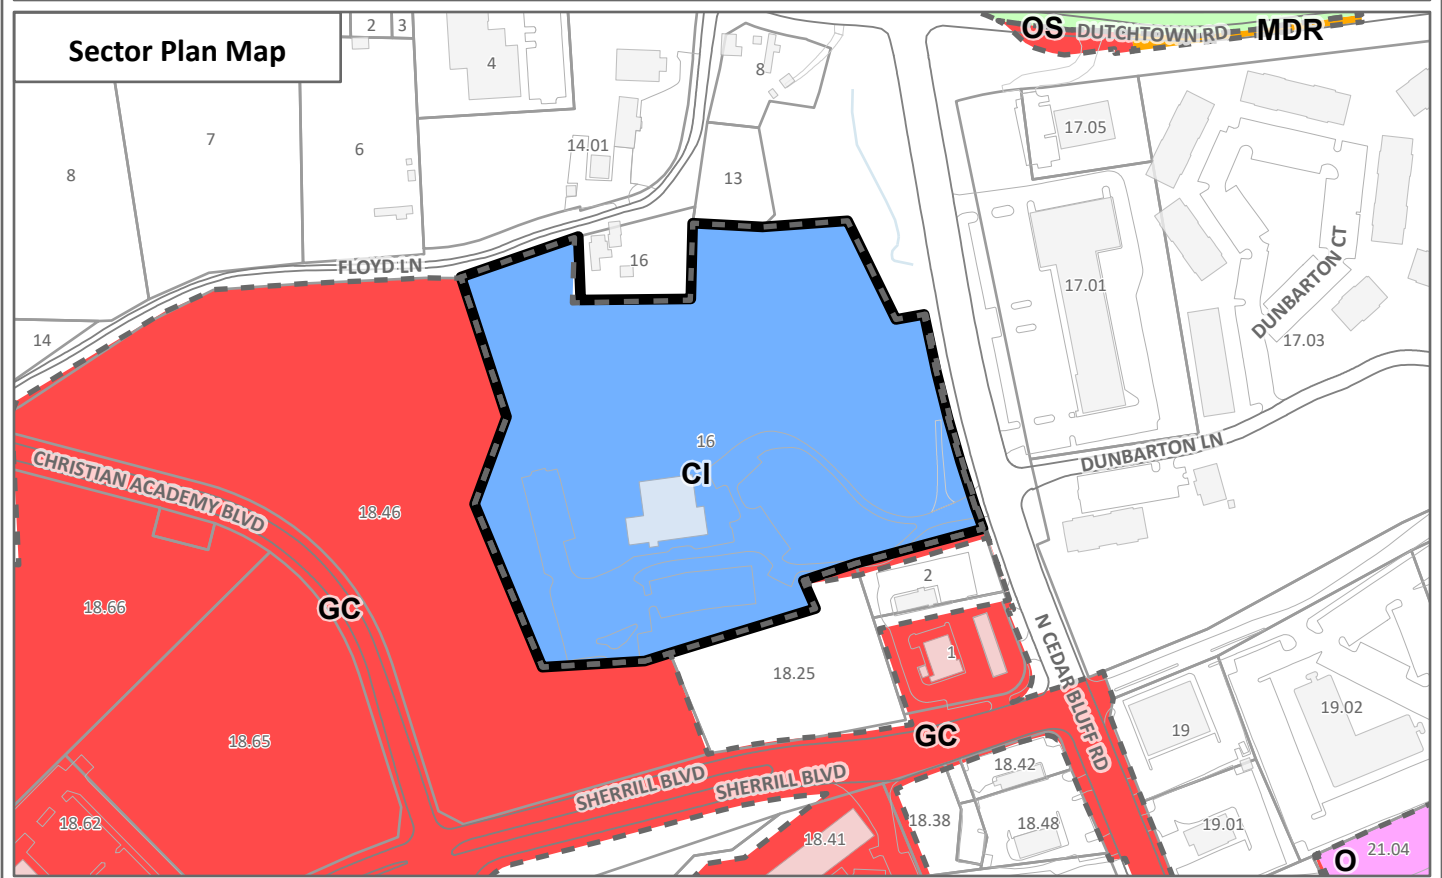 Sector Plan Map
2
3
4
8
OS
DUTCHTOWN RD
MDR
17.05
7
6
14.01
8
13
16
FLOYD LN
17.01
DUNBARTON CT
17.03
14
16
CI
DUNBARTON LN
CHRISTIAN ACADEMY BLVD
18.46
2
18.66
GC
N CEDAR BLUFF RD
1
18.25
19.02
18.65
GC
19
SHERRILL BLVD
SHERRILL BLVD
18.42
18.62
18.41
18.38
18.48
19.01
O
21.04